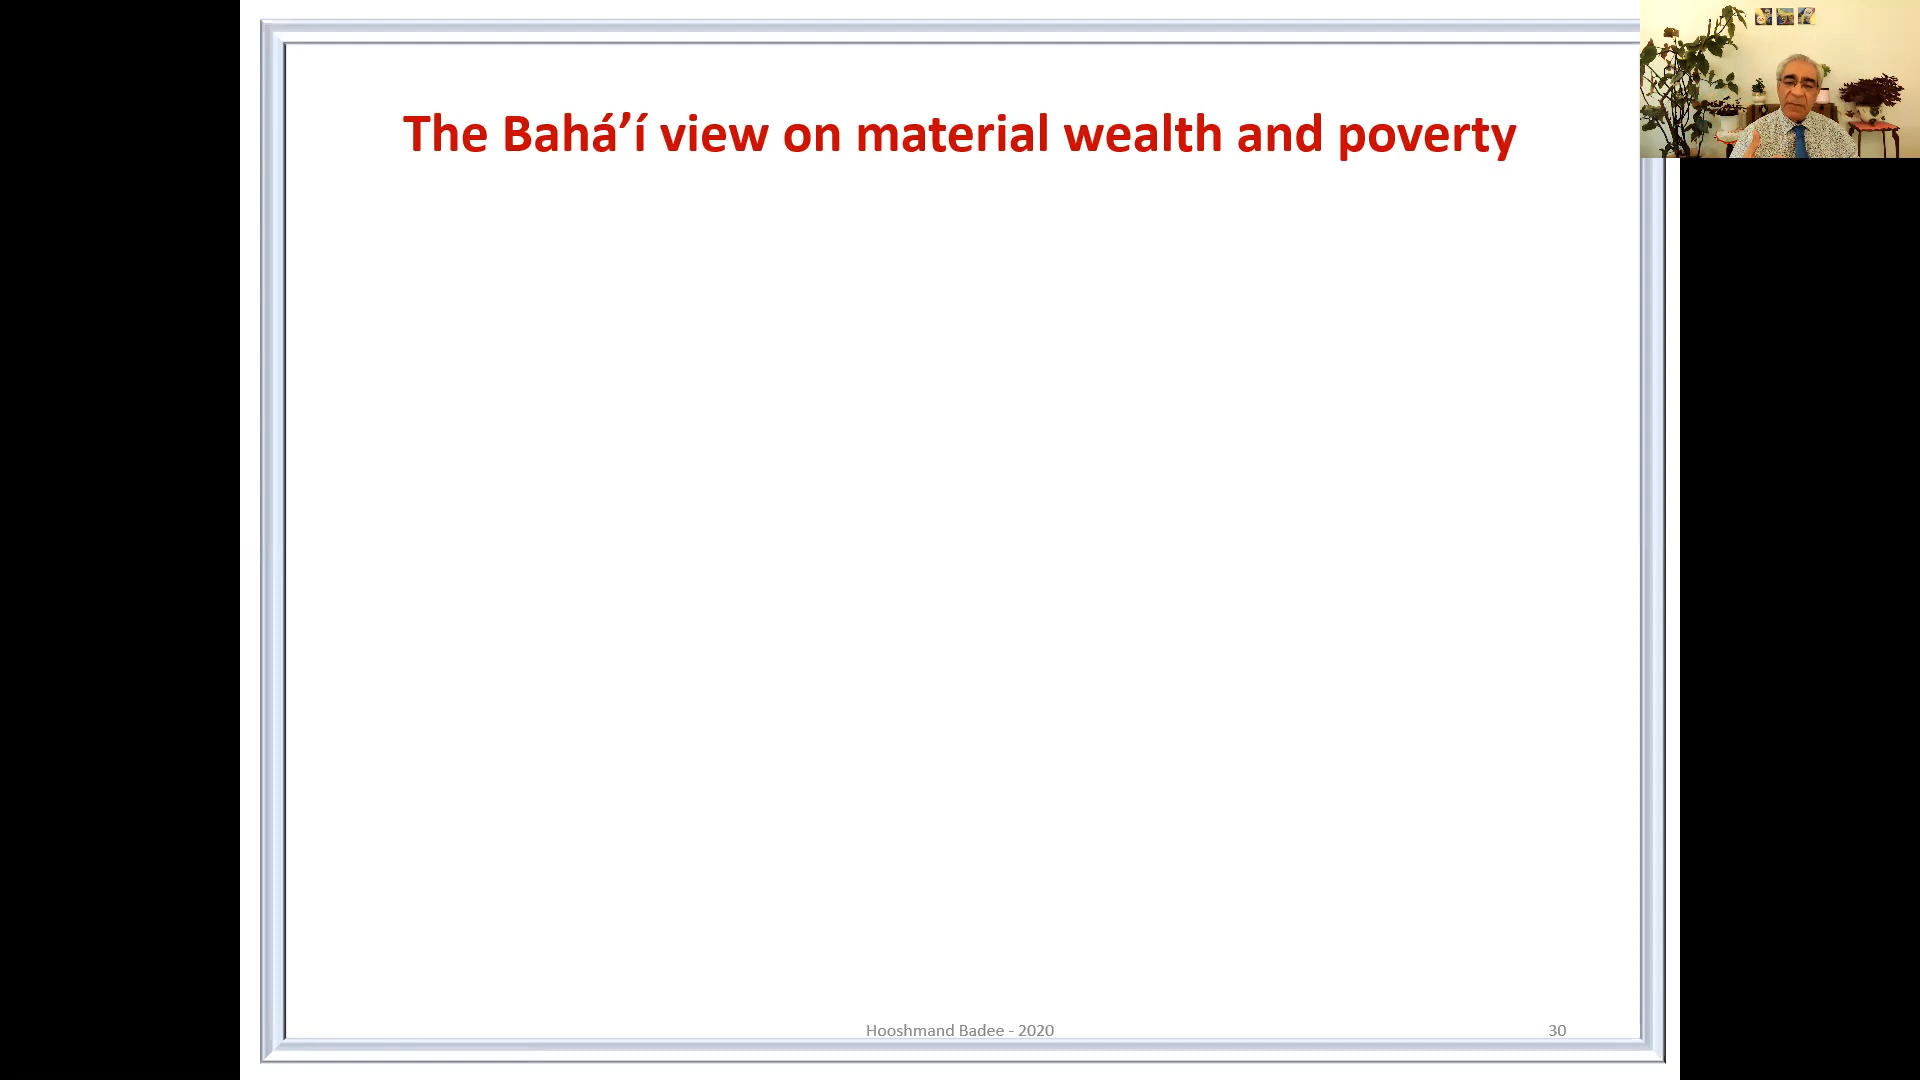 The Bahá’í view on material wealth and poverty
Hooshmand Badee - 2020
30